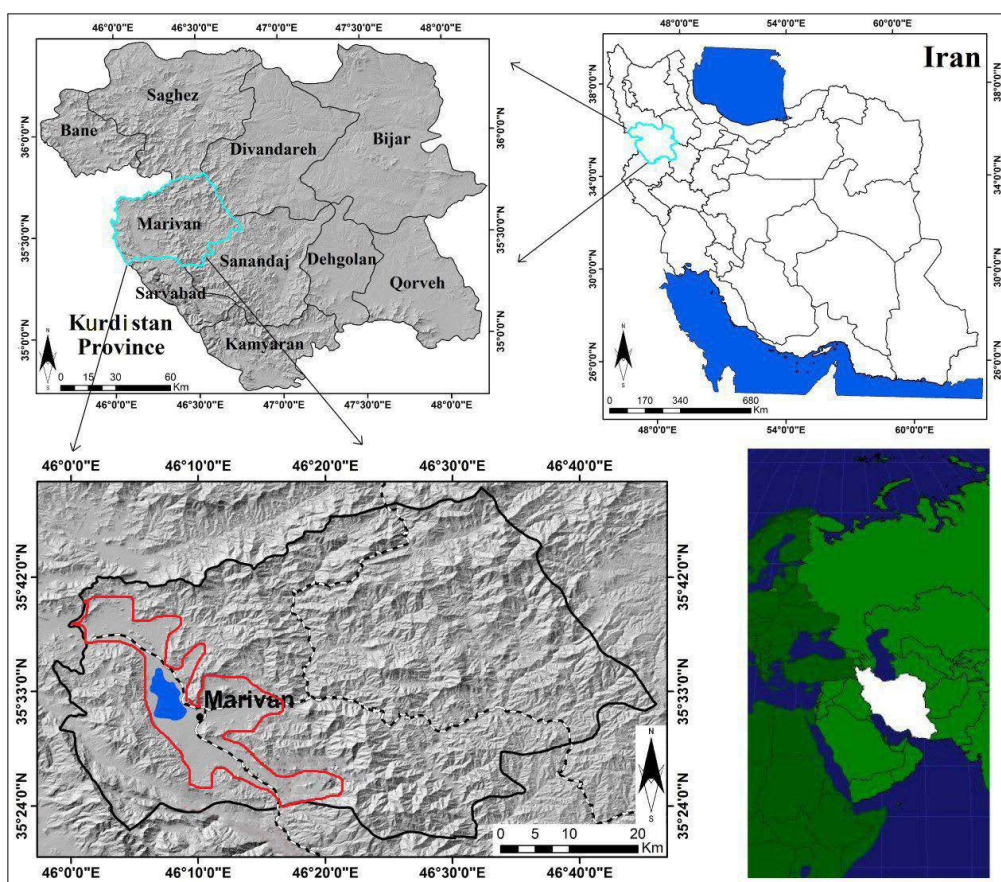 46°0'0"E 46°30'0"E 47°0'0"E 47°30'0"E 48°0'0"E
36°0'0"N
35°30'0"N
35°0'0"N
Saghez
Bane
Divandareh
Bijar
Marivan
Sanandaj
Dehgolan
Qorveh
Sarvabad
Kamyaran
Kurdistan
Province
N
S
0 15 30 60
Km
36°0'0"N
35°30'0"N
35°0'0"N
46°0'0"E 46°30'0"E 47°0'0"E 47°30'0"E 48°0'0"E
48°0'0"E 54°0'0"E 60°0'0"E
Iran
38°0'0"N
34°0'0"N
30°0'0"N
26°0'0"N
N
S
0 170 340 680
Km
38°0'0"N
34°0'0"N
30°0'0"N
26°0'0"N
48°0'0"E 54°0'0"E 60°0'0"E
46°0'0"E 46°10'0"E 46°20'0"E 46°30'0"E 46°40'0"E
35°42'0"N
35°33'0"N
35°24'0"N
Marivan
N
S
0 5 10 20
Km
35°42'0"N
35°33'0"N
35°24'0"N
46°0'0"E 46°10'0"E 46°20'0"E 46°30'0"E 46°40'0"E